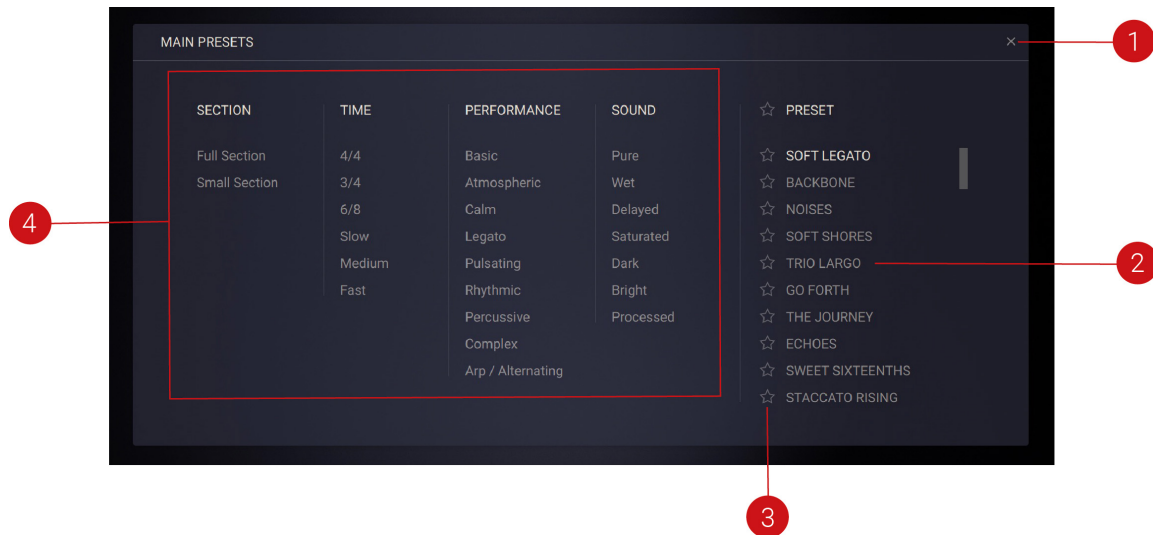 MAIN PRESETS
×
1
SECTION
TIME
PERFORMANCE
SOUND
PRESET
Full Section
4/4
Basic
Pure
SOFT LEGATO
Small Section
3/4
Atmospheric
Wet
BACKBONE
6/8
Calm
Delayed
NOISES
4
Slow
Legato
Saturated
SOFT SHORES
Medium
Pulsating
Dark
TRIO LARGO
2
Fast
Rhythmic
Bright
GO FORTH
Percussive
Processed
THE JOURNEY
Complex
ECHOES
Arp / Alternating
SWEET SIXTEENTHS
STACCATO RISING
3